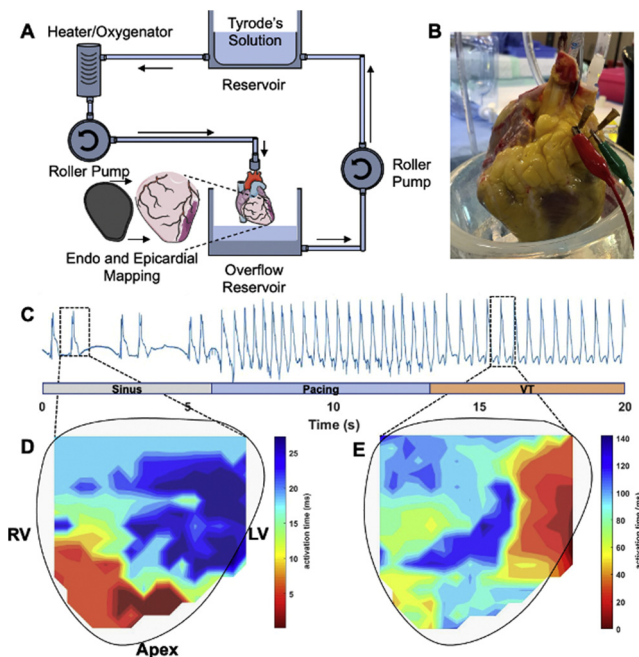 A
Heater/Oxygenator
Tyrode's
Solution
Reservoir
Roller Pump
Roller
Pump
Endo and Epicardial
Mapping
Overflow
Reservoir
B
C
Sinus
Pacing
VT
0
5
10
15
20
Time (s)
D
RV
LV
Apex
25
20
15
10
5
activation time (ms)
E
140
120
100
80
60
40
20
0
activation time (ms)